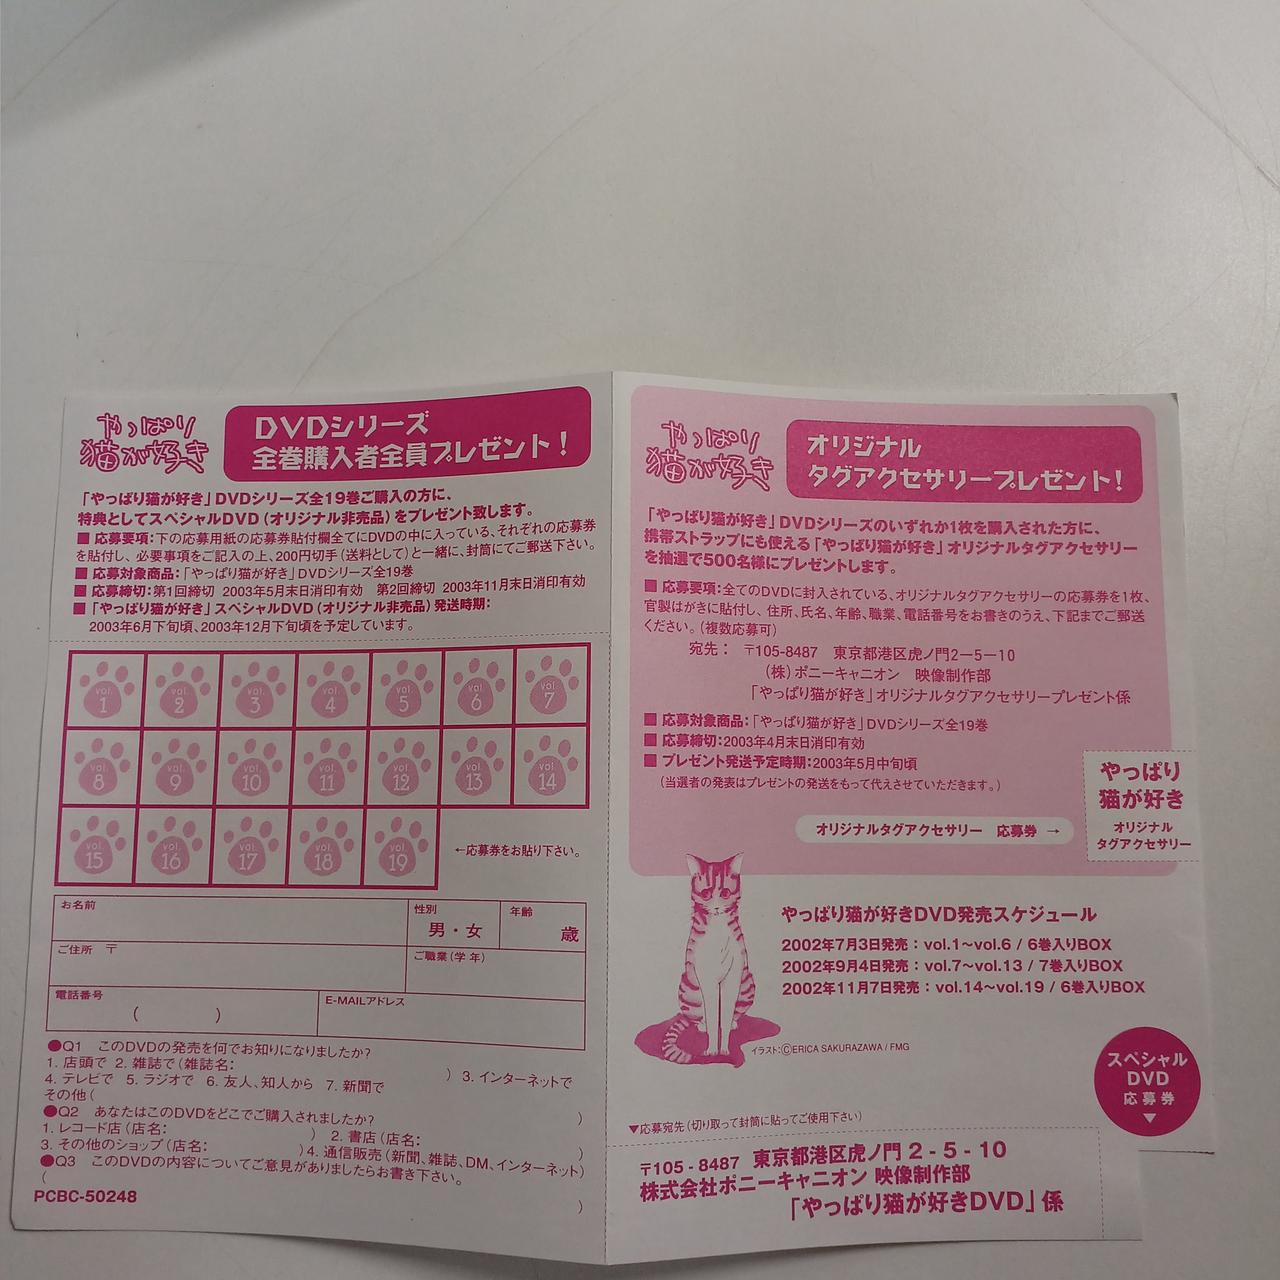 やっぱり
猫が好き
DVDシリーズ
全巻購入者全員プレゼント!
「やっぱり猫が好き」DVDシリーズ全19巻ご購入の方に、
特典としてスペシャルDVD(オリジナル非売品)をプレゼント致します。
■ 応募要項:下の応募用紙の応募券貼付欄全てにDVDの中に入っている、それぞれの応募券
を貼付し、必要事項をご記入の上、200円切手(送料として)と一緒に、封筒にてご郵送下さい。
■ 応募対象商品:「やっぱり猫が好き」DVDシリーズ全19巻
■ 応募締切:第1回締切 2003年5月末日消印有効 第2回締切 2003年11月末日消印有効
■ 「やっぱり猫が好き」スペシャルDVD(オリジナル非売品)発送時期:
2003年6月下旬頃、2003年12月下旬頃を予定しています。
vol.1 vol.2 vol.3 vol.4 vol.5 vol.6 vol.7
vol.8 vol.9 vol.10 vol.11 vol.12 vol.13 vol.14
vol.15 vol.16 vol.17 vol.18 vol.19 ←応募券をお貼り下さい。
お名前 性別 男・女 年齢 歳
ご住所 〒 ご職業(学年)
電話番号 ( ) E-MAILアドレス
●Q1 このDVDの発売を何でお知りになりましたか?
1. 店頭で 2. 雑誌で(雑誌名: ) 3. インターネットで
4. テレビで 5. ラジオで 6. 友人、知人から 7. 新聞で
その他( )
●Q2 あなたはこのDVDをどこでご購入されましたか?
1. レコード店(店名: ) 2. 書店(店名: )
3. その他のショップ(店名: ) 4. 通信販売(新聞、雑誌、DM、インターネット)
●Q3 このDVDの内容についてご意見がありましたらお書き下さい。
( )
PCBC-50248
やっぱり
猫が好き
オリジナル
タグアクセサリープレゼント!
「やっぱり猫が好き」DVDシリーズのいずれか1枚を購入された方に、
携帯ストラップにも使える「やっぱり猫が好き」オリジナルタグアクセサリー
を抽選で500名様にプレゼントします。
■ 応募要項:全てのDVDに封入されている、オリジナルタグアクセサリーの応募券を1枚、
官製はがきに貼付し、住所、氏名、年齢、職業、電話番号をお書きのうえ、下記までご郵送
ください。(複数応募可)
宛先: 〒105-8487 東京都港区虎ノ門2-5-10
(株)ポニーキャニオン 映像制作部
「やっぱり猫が好き」オリジナルタグアクセサリープレゼント係
■ 応募対象商品:「やっぱり猫が好き」DVDシリーズ全19巻
■ 応募締切:2003年4月末日消印有効
■ プレゼント発送予定時期:2003年5月中旬頃
(当選者の発表はプレゼントの発送をもって代えさせていただきます。)
オリジナルタグアクセサリー 応募券 →
やっぱり
猫が好き
オリジナル
タグアクセサリー
やっぱり猫が好きDVD発売スケジュール
2002年7月3日発売:vol.1〜vol.6 / 6巻入りBOX
2002年9月4日発売:vol.7〜vol.13 / 7巻入りBOX
2002年11月7日発売:vol.14〜vol.19 / 6巻入りBOX
イラスト:©ERICA SAKURAZAWA / FMG
スペシャル
DVD
応募券
▼
▼応募宛先(切り取って封筒に貼ってご使用下さい)
〒105-8487 東京都港区虎ノ門2-5-10
株式会社ポニーキャニオン 映像制作部
「やっぱり猫が好きDVD」係